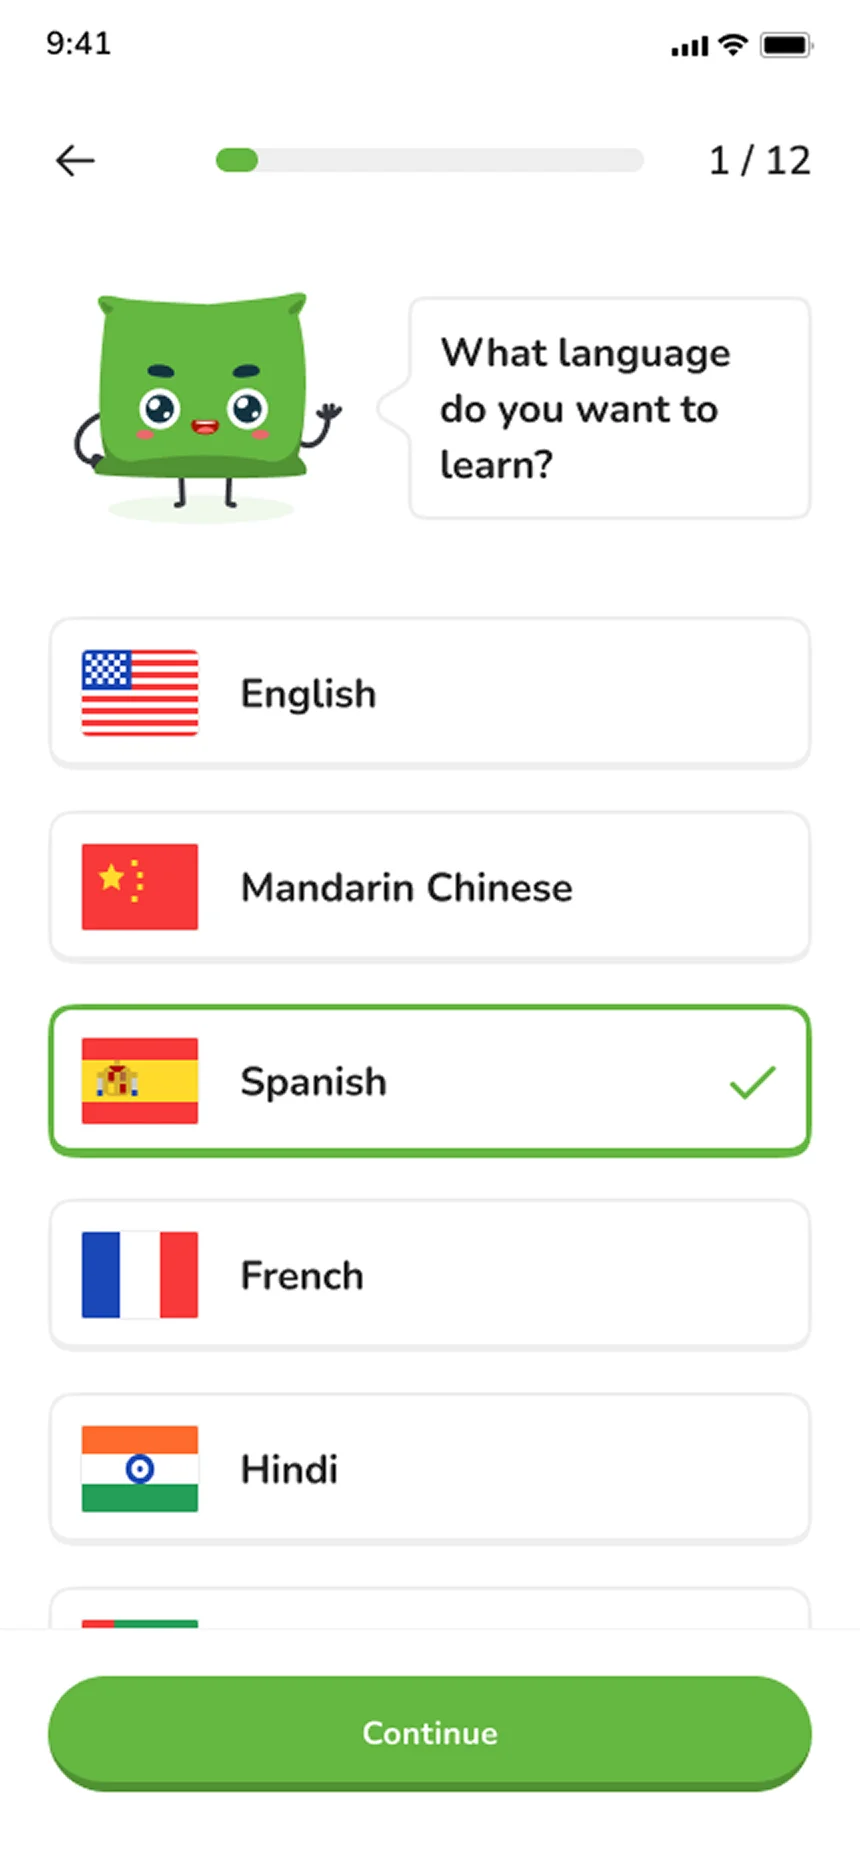 9:41
1 / 12
What language
do you want to
learn?
English
Mandarin Chinese
Spanish
French
Hindi
Continue